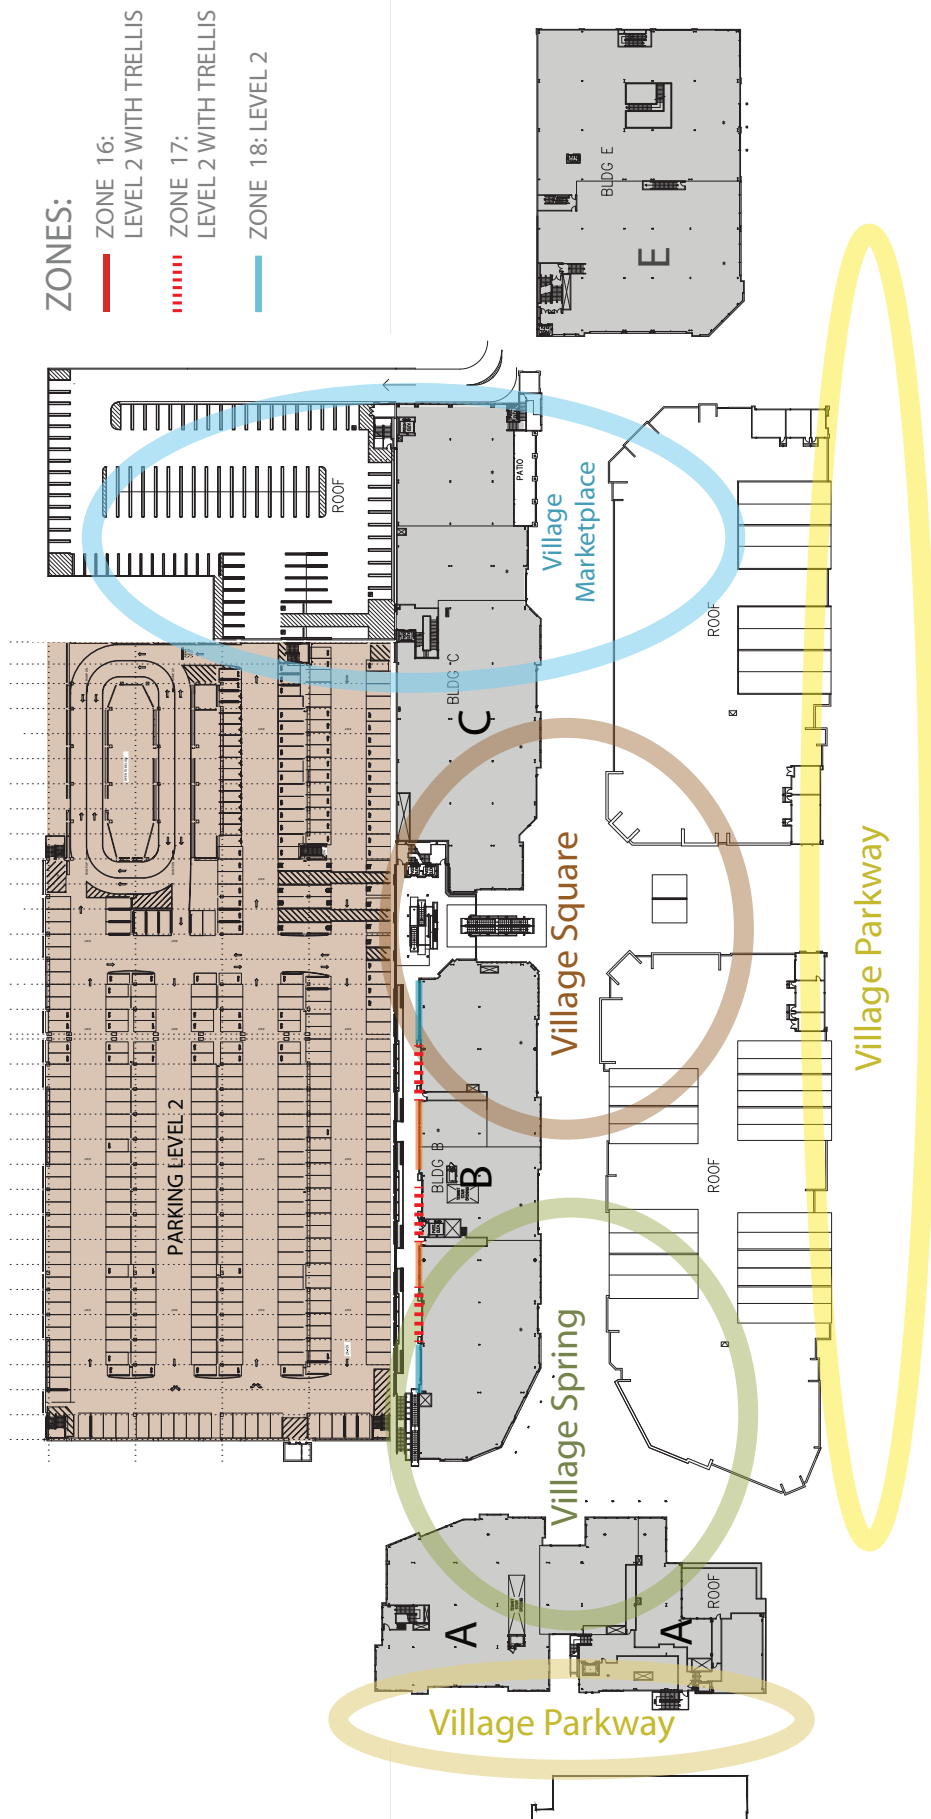 ZONES:
ZONE 16:
LEVEL 2 WITH TRELLIS
ZONE 17:
LEVEL 2 WITH TRELLIS
ZONE 18: LEVEL 2
BLDG E
E
ROOF
PATIO
Village
Marketplace
BLDG C
C
ROOF
Village Square
Village Parkway
PARKING LEVEL 2
BLDG B
B
ROOF
Village Spring
A
A
ROOF
Village Parkway